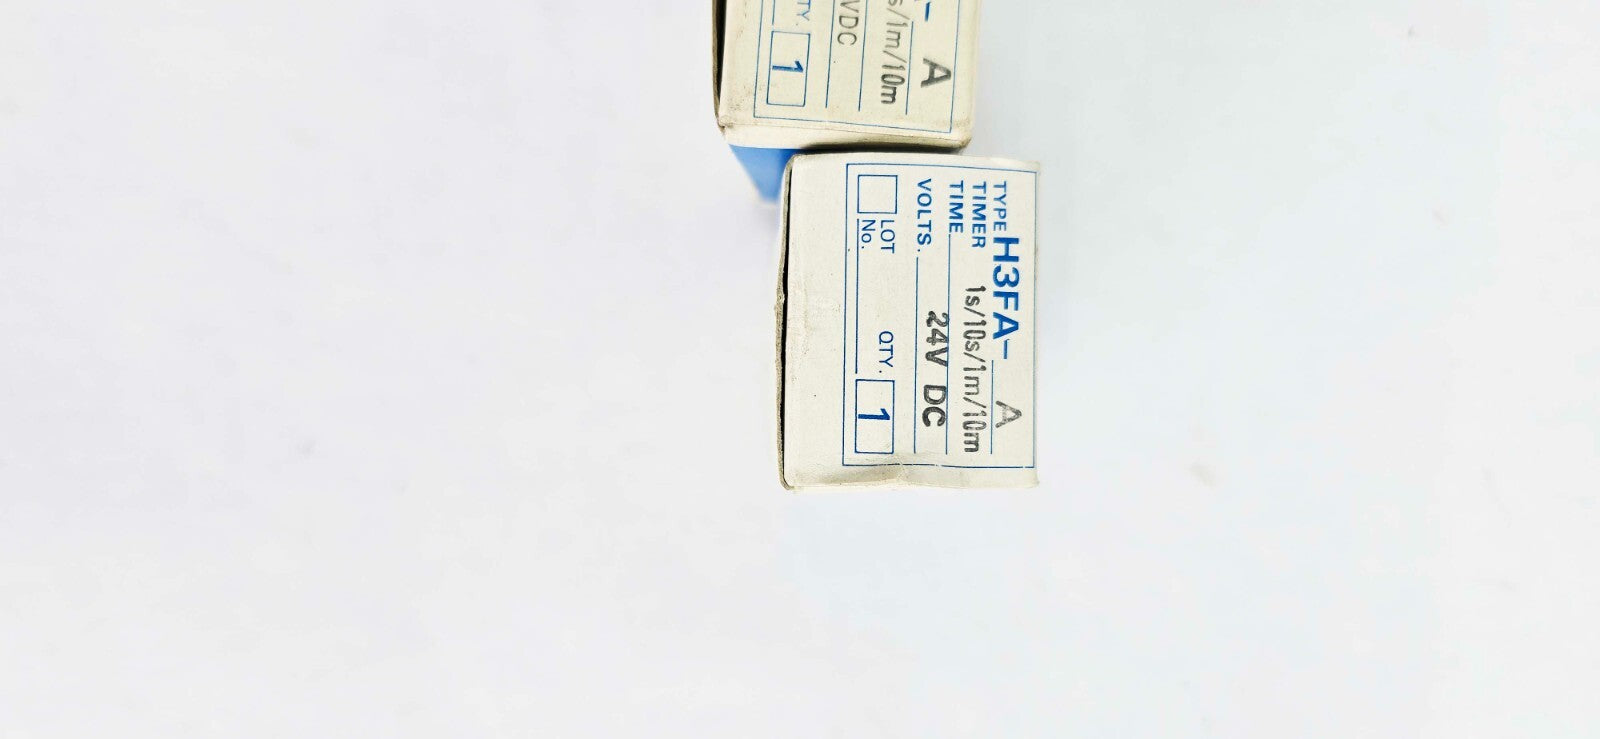 A-
A
s/1m/10m
VDC
TY. 1
TYPE H3FA- A
TIMER
TIME 1s/10s/1m/10m
VOLTS. 24V DC
LOT No. QTY. 1